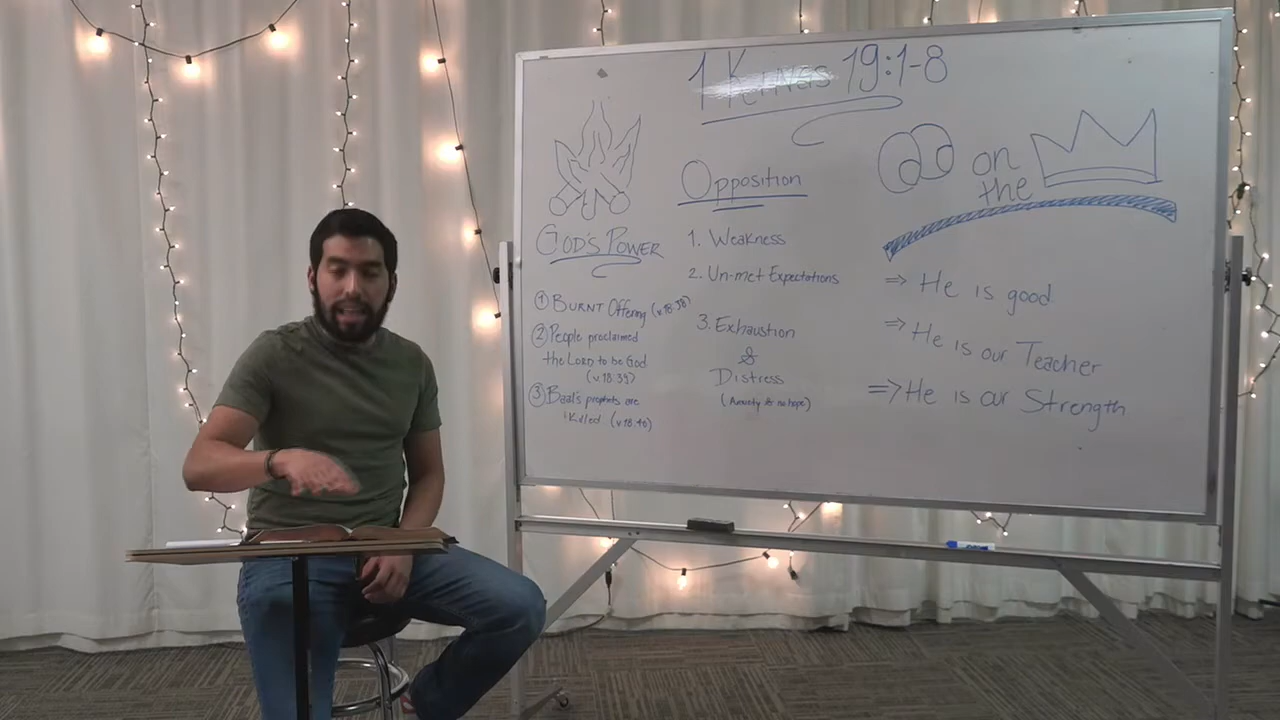 1 Kings 19:1-8
God's Power
① Burnt Offering (v.18:38)
② People proclaimed
the Lord to be God
(v.18:39)
③ Baal's prophets are
Killed. (v.18:40)
Opposition
1. Weakness
2. Un-met Expectations
3. Exhaustion
&
Distress
(Anxiety & no hope)
on
the
⇒ He is good
⇒ He is our Teacher
⇒ He is our Strength